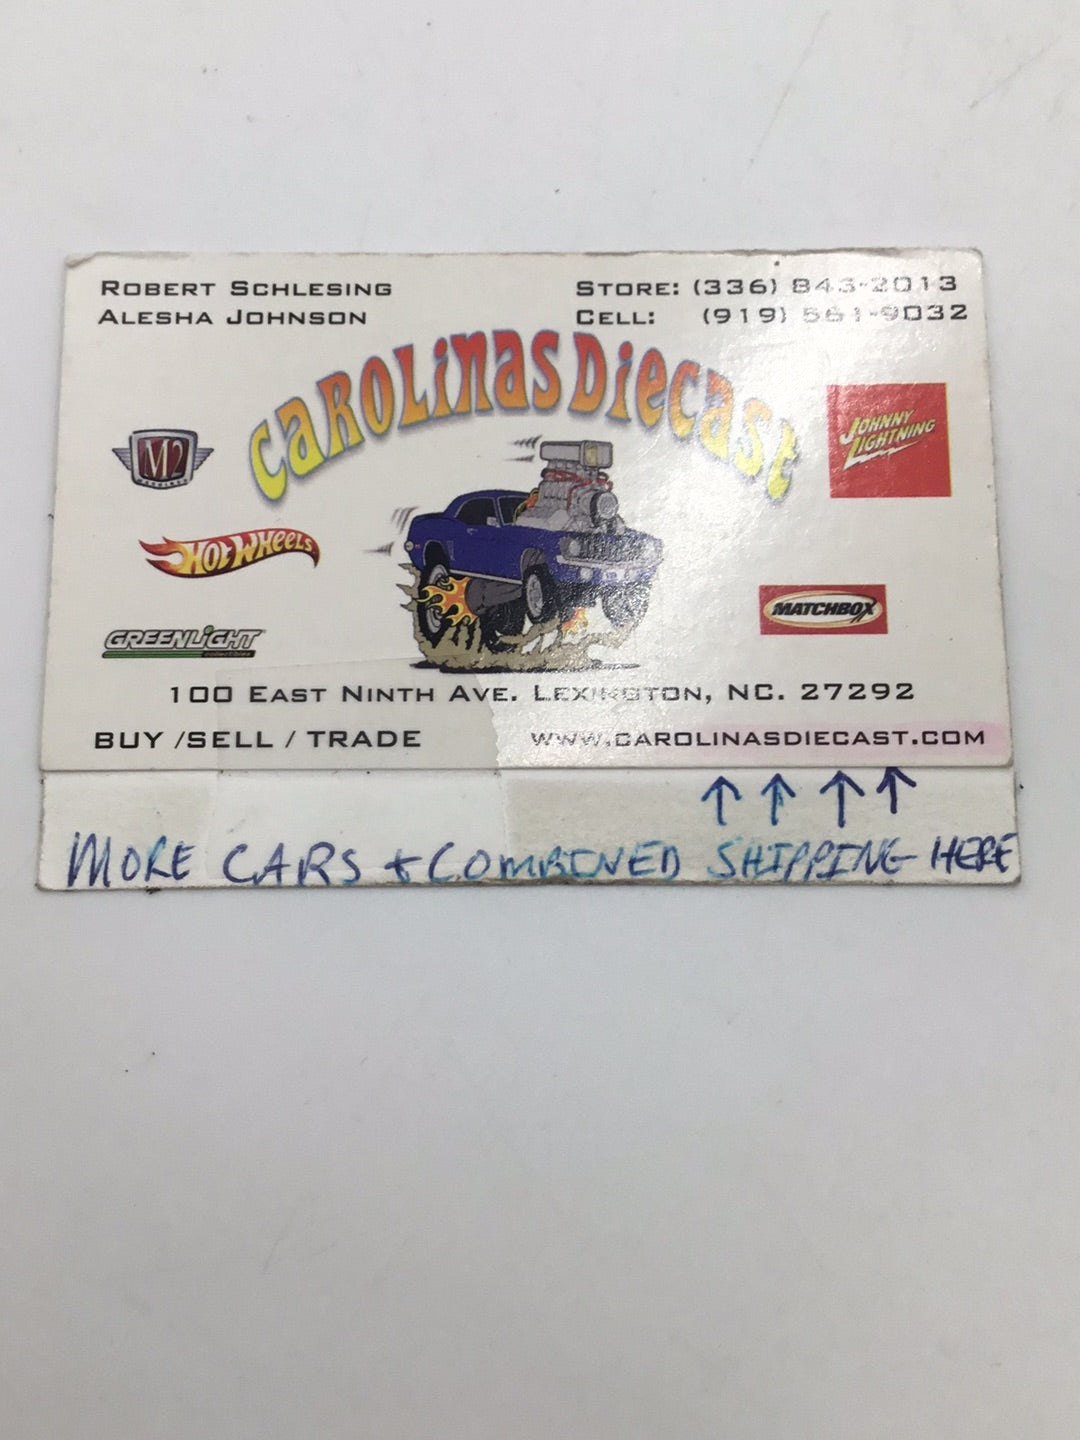 ROBERT SCHLESING
ALESHA JOHNSON
STORE: (336) 843-2013
CELL: (919) 561-9032
CAROLINAS DIECAST
M2
MACHINES
JOHNNY
LIGHTNING
HOT WHEELS
MATCHBOX
GREENLIGHT
collectibles
100 EAST NINTH AVE. LEXINGTON, NC. 27292
BUY /SELL / TRADE
WWW.CAROLINASDIECAST.COM
MORE CARS + COMBINED SHIPPING HERE